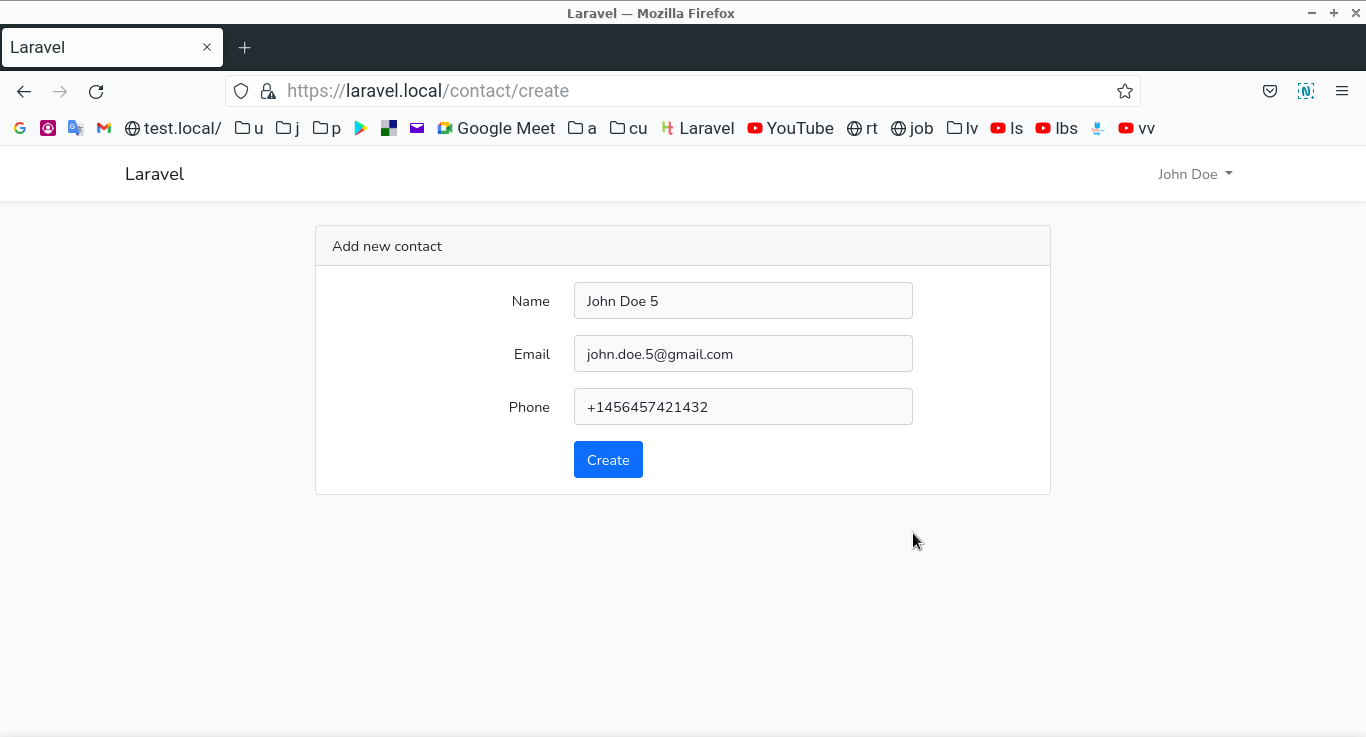 Laravel — Mozilla Firefox
Laravel
https://laravel.local/contact/create
test.local/ u j p Google Meet a cu Laravel YouTube rt job lv ls lbs vv
Laravel John Doe
Add new contact
Name John Doe 5
Email john.doe.5@gmail.com
Phone +1456457421432
Create